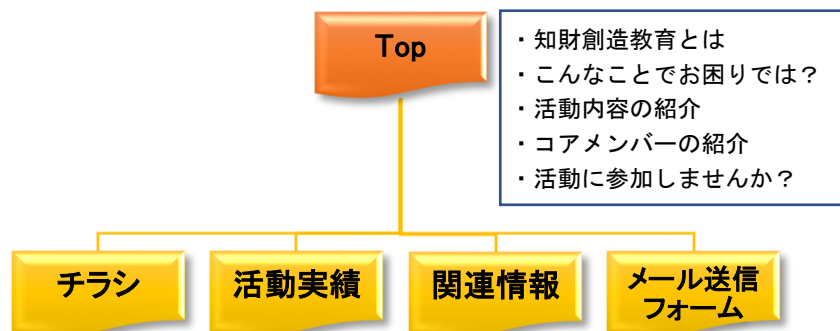 Top
・知財創造教育とは
・こんなことでお困りでは？
・活動内容の紹介
・コアメンバーの紹介
・活動に参加しませんか？
チラシ
活動実績
関連情報
メール送信
フォーム